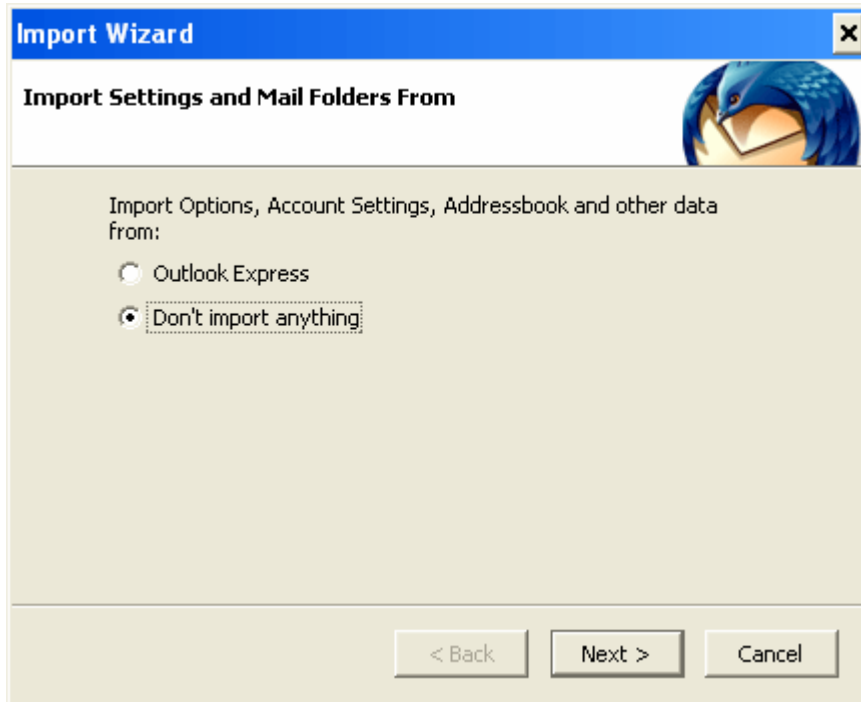 Import Wizard
Import Settings and Mail Folders From
Import Options, Account Settings, Addressbook and other data
from:
Outlook Express
Don't import anything
< Back
Next >
Cancel